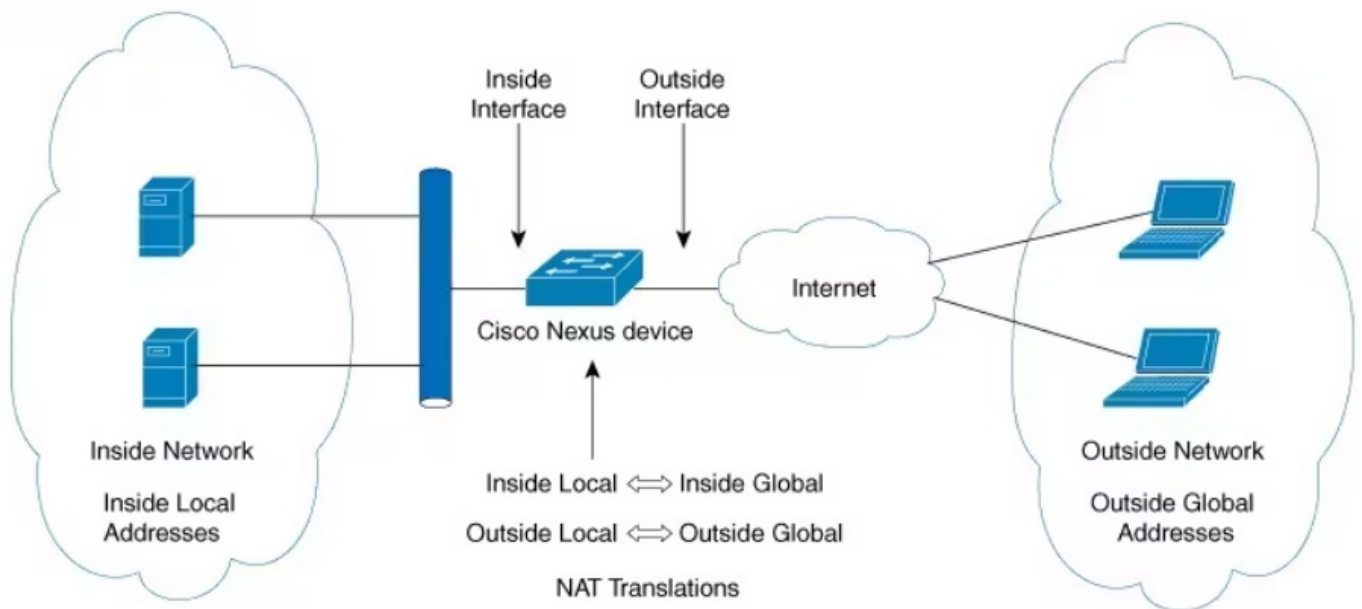 Inside
Interface
Outside
Interface
Internet
Cisco Nexus device
Inside Network
Inside Local
Addresses
Outside Network
Outside Global
Addresses
Inside Local ⇔ Inside Global
Outside Local ⇔ Outside Global
NAT Translations